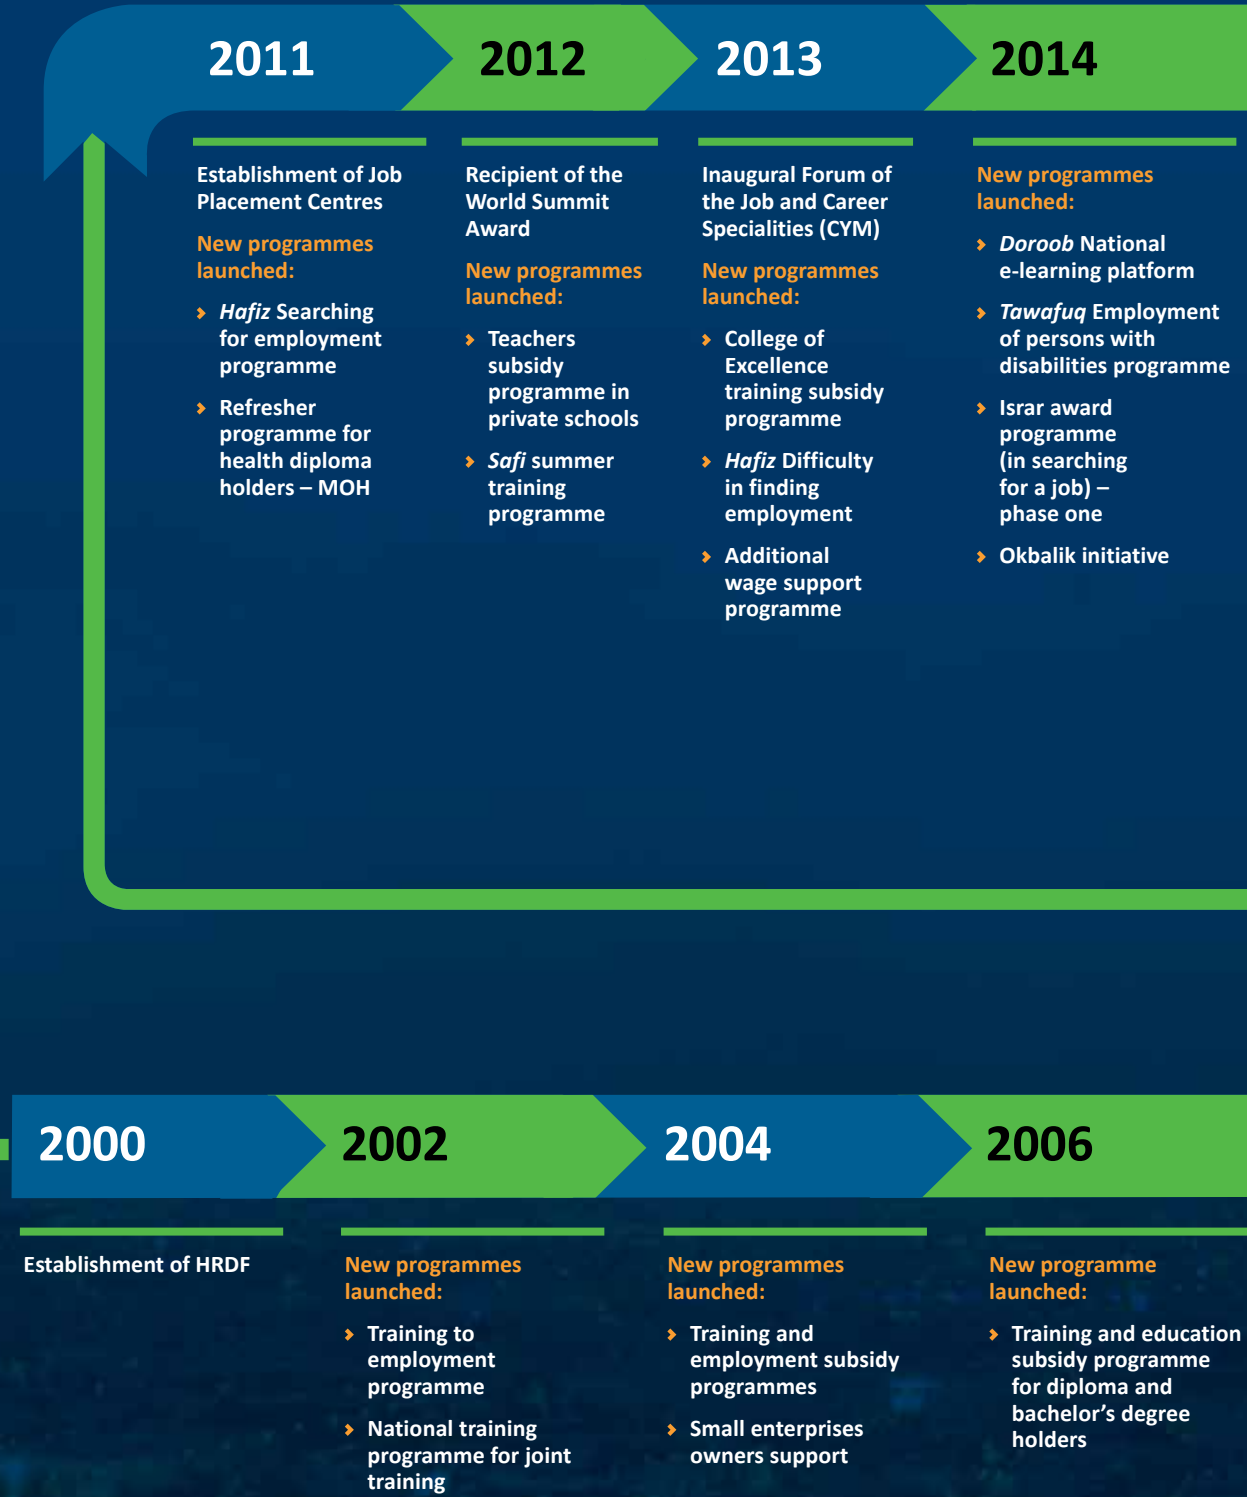 2011
Establishment of Job
Placement Centres
New programmes
launched:
Hafiz Searching
for employment
programme
Refresher
programme for
health diploma
holders – MOH
2012
Recipient of the
World Summit
Award
New programmes
launched:
Teachers
subsidy
programme in
private schools
Safi summer
training
programme
2013
Inaugural Forum of
the Job and Career
Specialities (CYM)
New programmes
launched:
College of
Excellence
training subsidy
programme
Hafiz Difficulty
in finding
employment
Additional
wage support
programme
2014
New programmes
launched:
Doroob National
e-learning platform
Tawafuq Employment
of persons with
disabilities programme
Israr award
programme
(in searching
for a job) –
phase one
Okbalik initiative
2000
Establishment of HRDF
2002
New programmes
launched:
Training to
employment
programme
National training
programme for joint
training
2004
New programmes
launched:
Training and
employment subsidy
programmes
Small enterprises
owners support
2006
New programme
launched:
Training and education
subsidy programme
for diploma and
bachelor's degree
holders